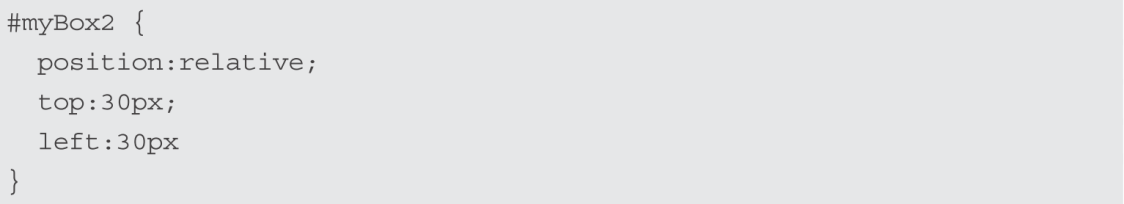 #myBox2 {
  position:relative;
  top:30px;
  left:30px
}